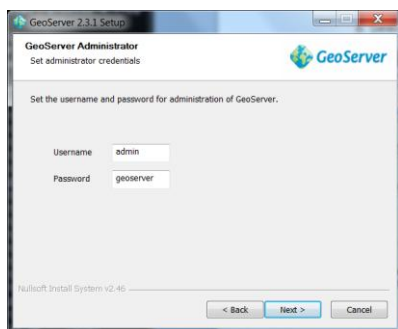 GeoServer 2.3.1 Setup
GeoServer Administrator
Set administrator credentials
GeoServer
Set the username and password for administration of GeoServer.
Username admin
Password geoserver
Nullsoft Install System v2.46
< Back Next > Cancel